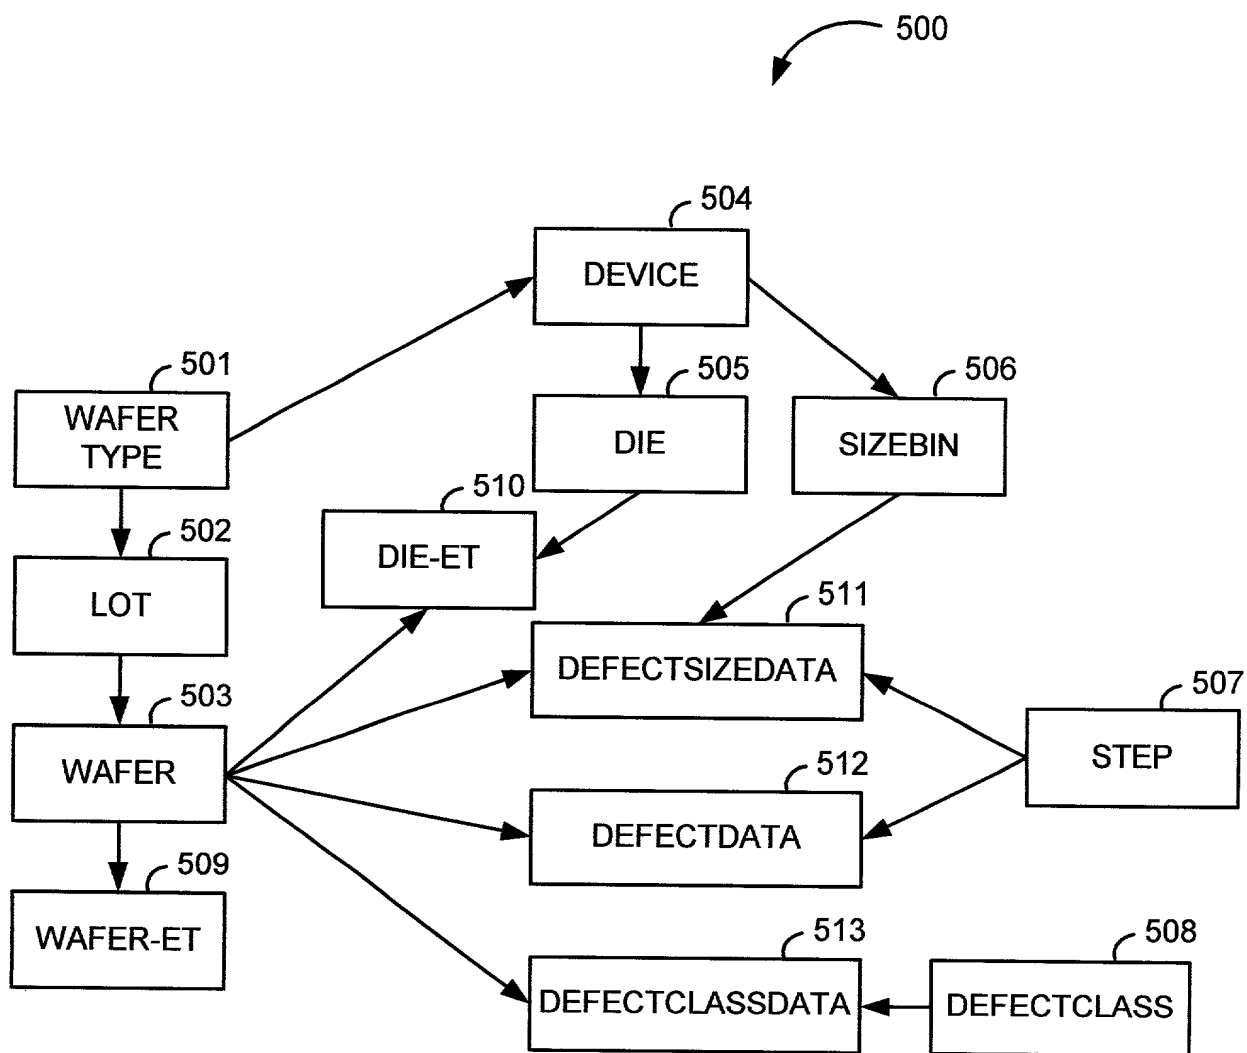 500
504
DEVICE
501
WAFER
TYPE
505
DIE
506
SIZEBIN
510
DIE-ET
502
LOT
511
DEFECTSIZEDATA
503
WAFER
507
STEP
512
DEFECTDATA
509
WAFER-ET
513
DEFECTCLASSDATA
508
DEFECTCLASS